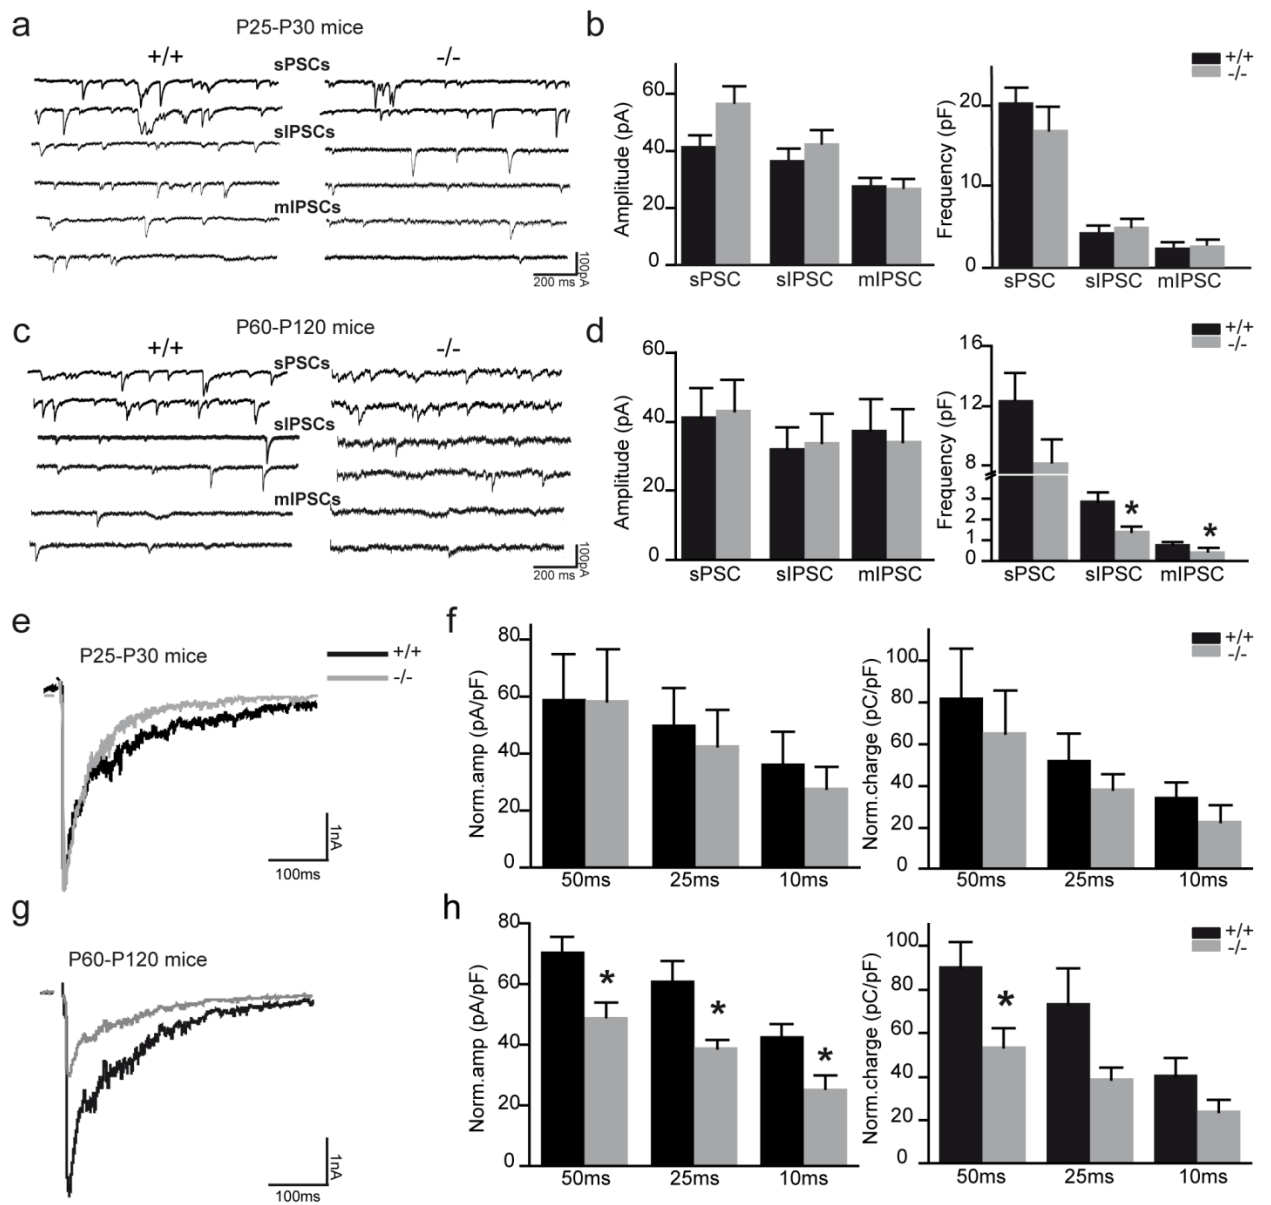 a
P25-P30 mice
+/+
-/-
sPSCs
sIPSCs
mIPSCs
100pA
200 ms
b
+/+
-/-
Amplitude (pA)
60
40
20
0
sPSC
sIPSC
mIPSC
Frequency (pF)
20
10
0
sPSC
sIPSC
mIPSC
c
P60-P120 mice
+/+
-/-
sPSCs
sIPSCs
mIPSCs
100pA
200 ms
d
+/+
-/-
Amplitude (pA)
60
40
20
0
sPSC
sIPSC
mIPSC
Frequency (pF)
16
12
8
3
2
1
0
*
*
sPSC
sIPSC
mIPSC
e
P25-P30 mice
+/+
-/-
1nA
100ms
f
+/+
-/-
Norm.amp (pA/pF)
80
60
40
20
0
50ms
25ms
10ms
Norm.charge (pC/pF)
100
80
60
40
20
0
50ms
25ms
10ms
g
P60-P120 mice
1nA
100ms
h
+/+
-/-
Norm.amp (pA/pF)
80
60
40
20
0
*
*
*
50ms
25ms
10ms
Norm.charge (pC/pF)
100
80
60
40
20
0
*
50ms
25ms
10ms